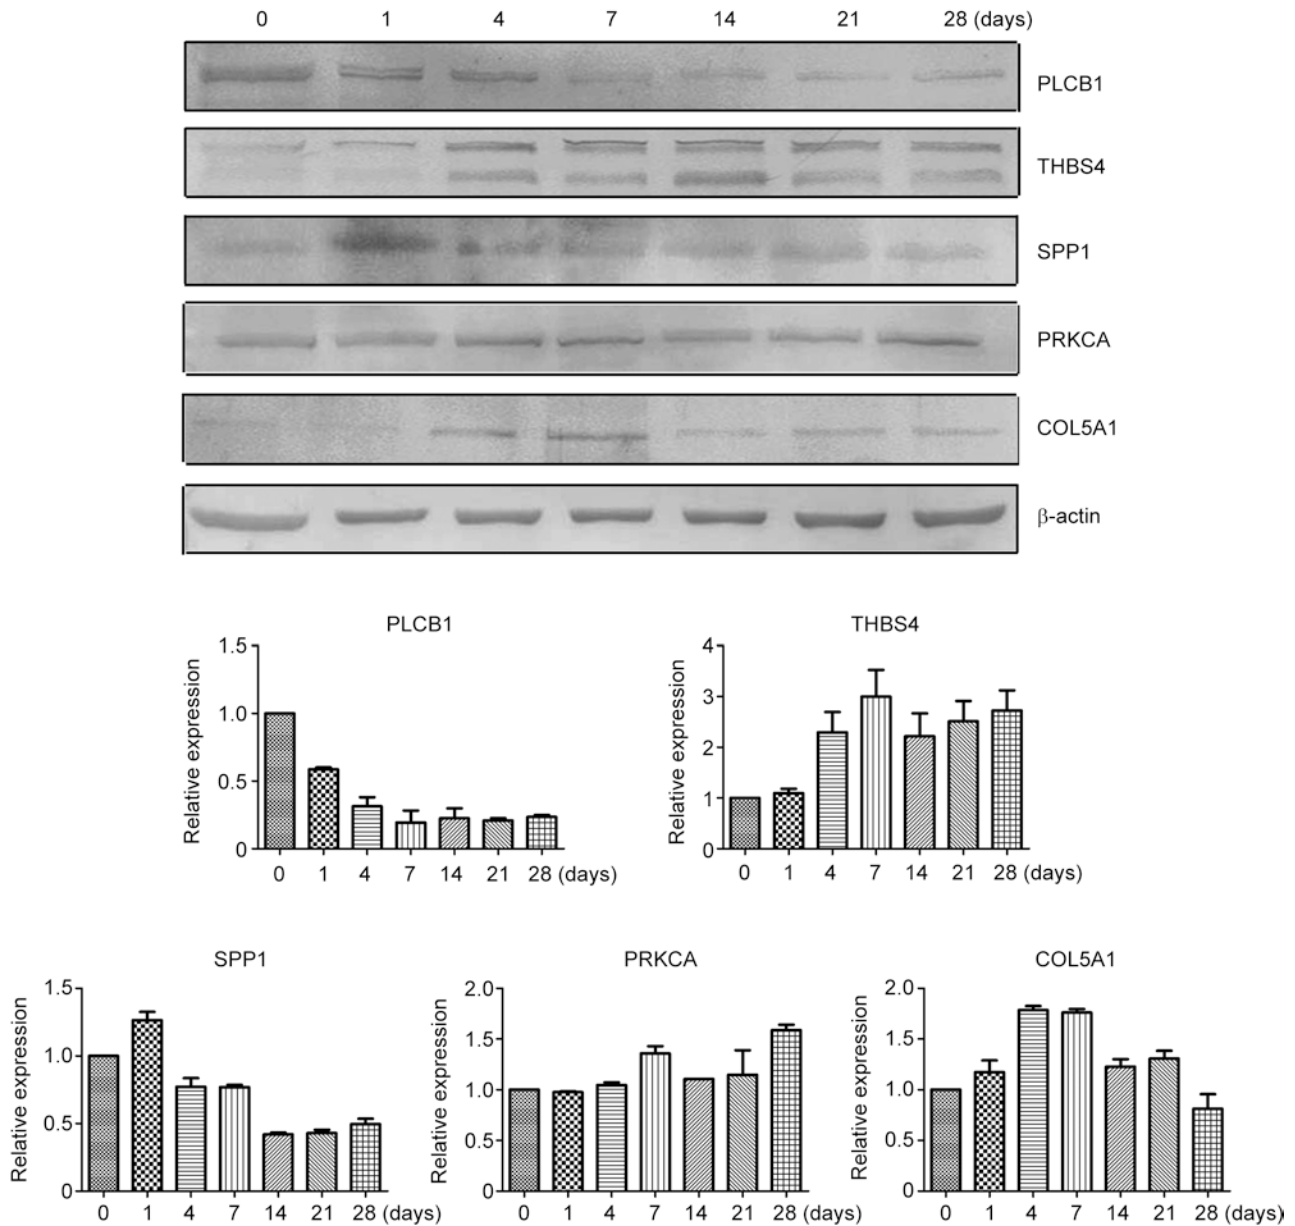 0 1 4 7 14 21 28 (days)
PLCB1
THBS4
SPP1
PRKCA
COL5A1
β-actin
PLCB1
Relative expression
1.5
1.0
0.5
0
0 1 4 7 14 21 28 (days)
THBS4
Relative expression
4
3
2
1
0
0 1 4 7 14 21 28 (days)
SPP1
Relative expression
1.5
1.0
0.5
0
0 1 4 7 14 21 28 (days)
PRKCA
Relative expression
2.0
1.5
1.0
0.5
0
0 1 4 7 14 21 28 (days)
COL5A1
Relative expression
2.0
1.5
1.0
0.5
0
0 1 4 7 14 21 28 (days)